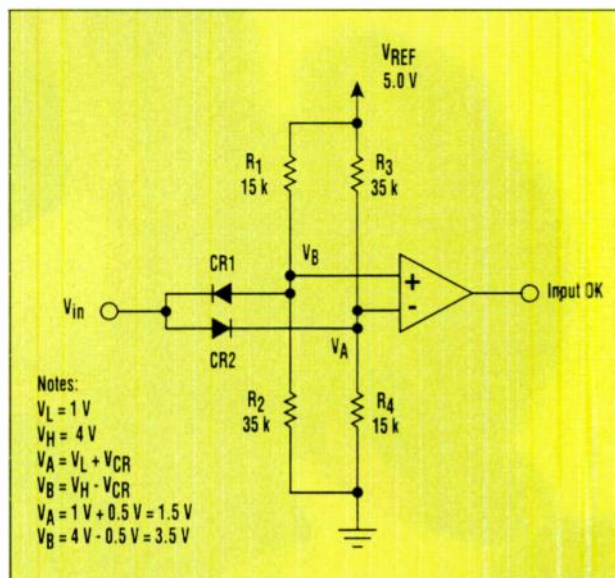 VREF
5.0 V
R1
15 k
R3
35 k
VB
CR1
+
Input OK
Vin
-
CR2
VA
Notes:
VL = 1 V
VH = 4 V
VA = VL + VCR
VB = VH - VCR
VA = 1 V + 0.5 V = 1.5 V
VB = 4 V - 0.5 V = 3.5 V
R2
35 k
R4
15 k